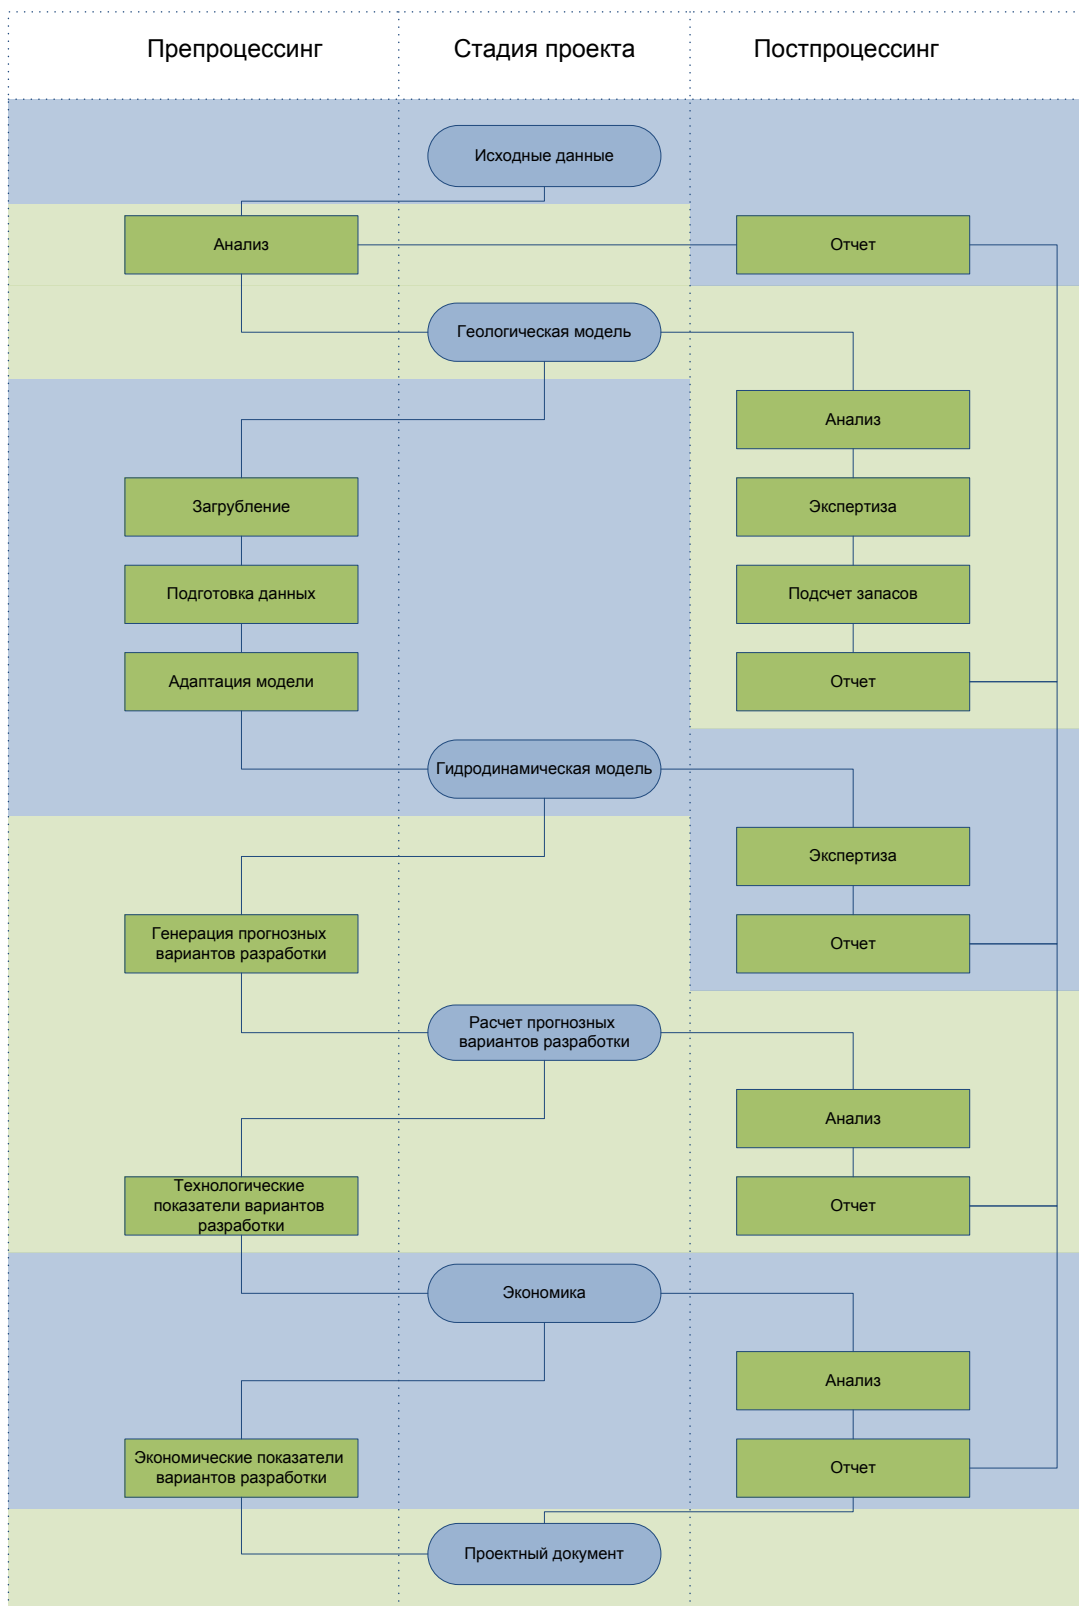 Препроцессинг
Стадия проекта
Постпроцессинг
Исходные данные
Анализ
Отчет
Геологическая модель
Анализ
Загрубление
Экспертиза
Подготовка данных
Подсчет запасов
Адаптация модели
Отчет
Гидродинамическая модель
Экспертиза
Генерация прогнозных
вариантов разработки
Отчет
Расчет прогнозных
вариантов разработки
Анализ
Технологические
показатели вариантов
разработки
Отчет
Экономика
Анализ
Экономические показатели
вариантов разработки
Отчет
Проектный документ